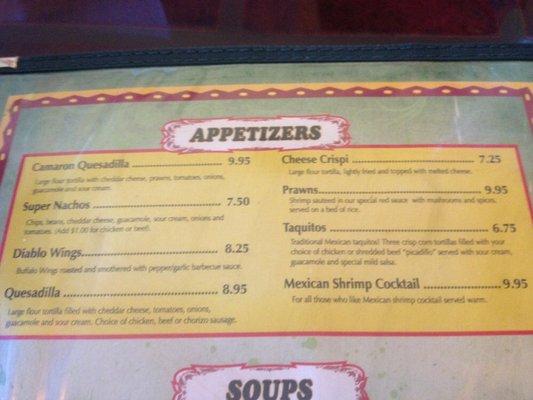 APPETIZERS
Camaron Quesadilla 9.95
Large flour tortilla with cheddar cheese, prawns, tomatoes, onions,
guacamole and sour cream.
Super Nachos 7.50
Chips, beans, cheddar cheese, guacamole, sour cream, onions and
tomatoes. (Add $1.00 for chicken or beef).
Diablo Wings 8.25
Buffalo Wings roasted and smothered with pepper/garlic barbecue sauce.
Quesadilla 8.95
Large flour tortilla filled with cheddar cheese, tomatoes, onions,
guacamole and sour cream. Choice of chicken, beef or chorizo sausage.
Cheese Crispi 7.25
Large flour tortilla, lightly fried and topped with melted cheese.
Prawns 9.95
Shrimp sauteed in our special red sauce with mushrooms and spices,
served on a bed of rice.
Taquitos 6.75
Traditional Mexican taquitos! Three crisp corn tortillas filled with your
choice of chicken or shredded beef "picadillo" served with sour cream,
guacamole and special mild salsa.
Mexican Shrimp Cocktail 9.95
For all those who like Mexican shrimp cocktail served warm.
SOUPS